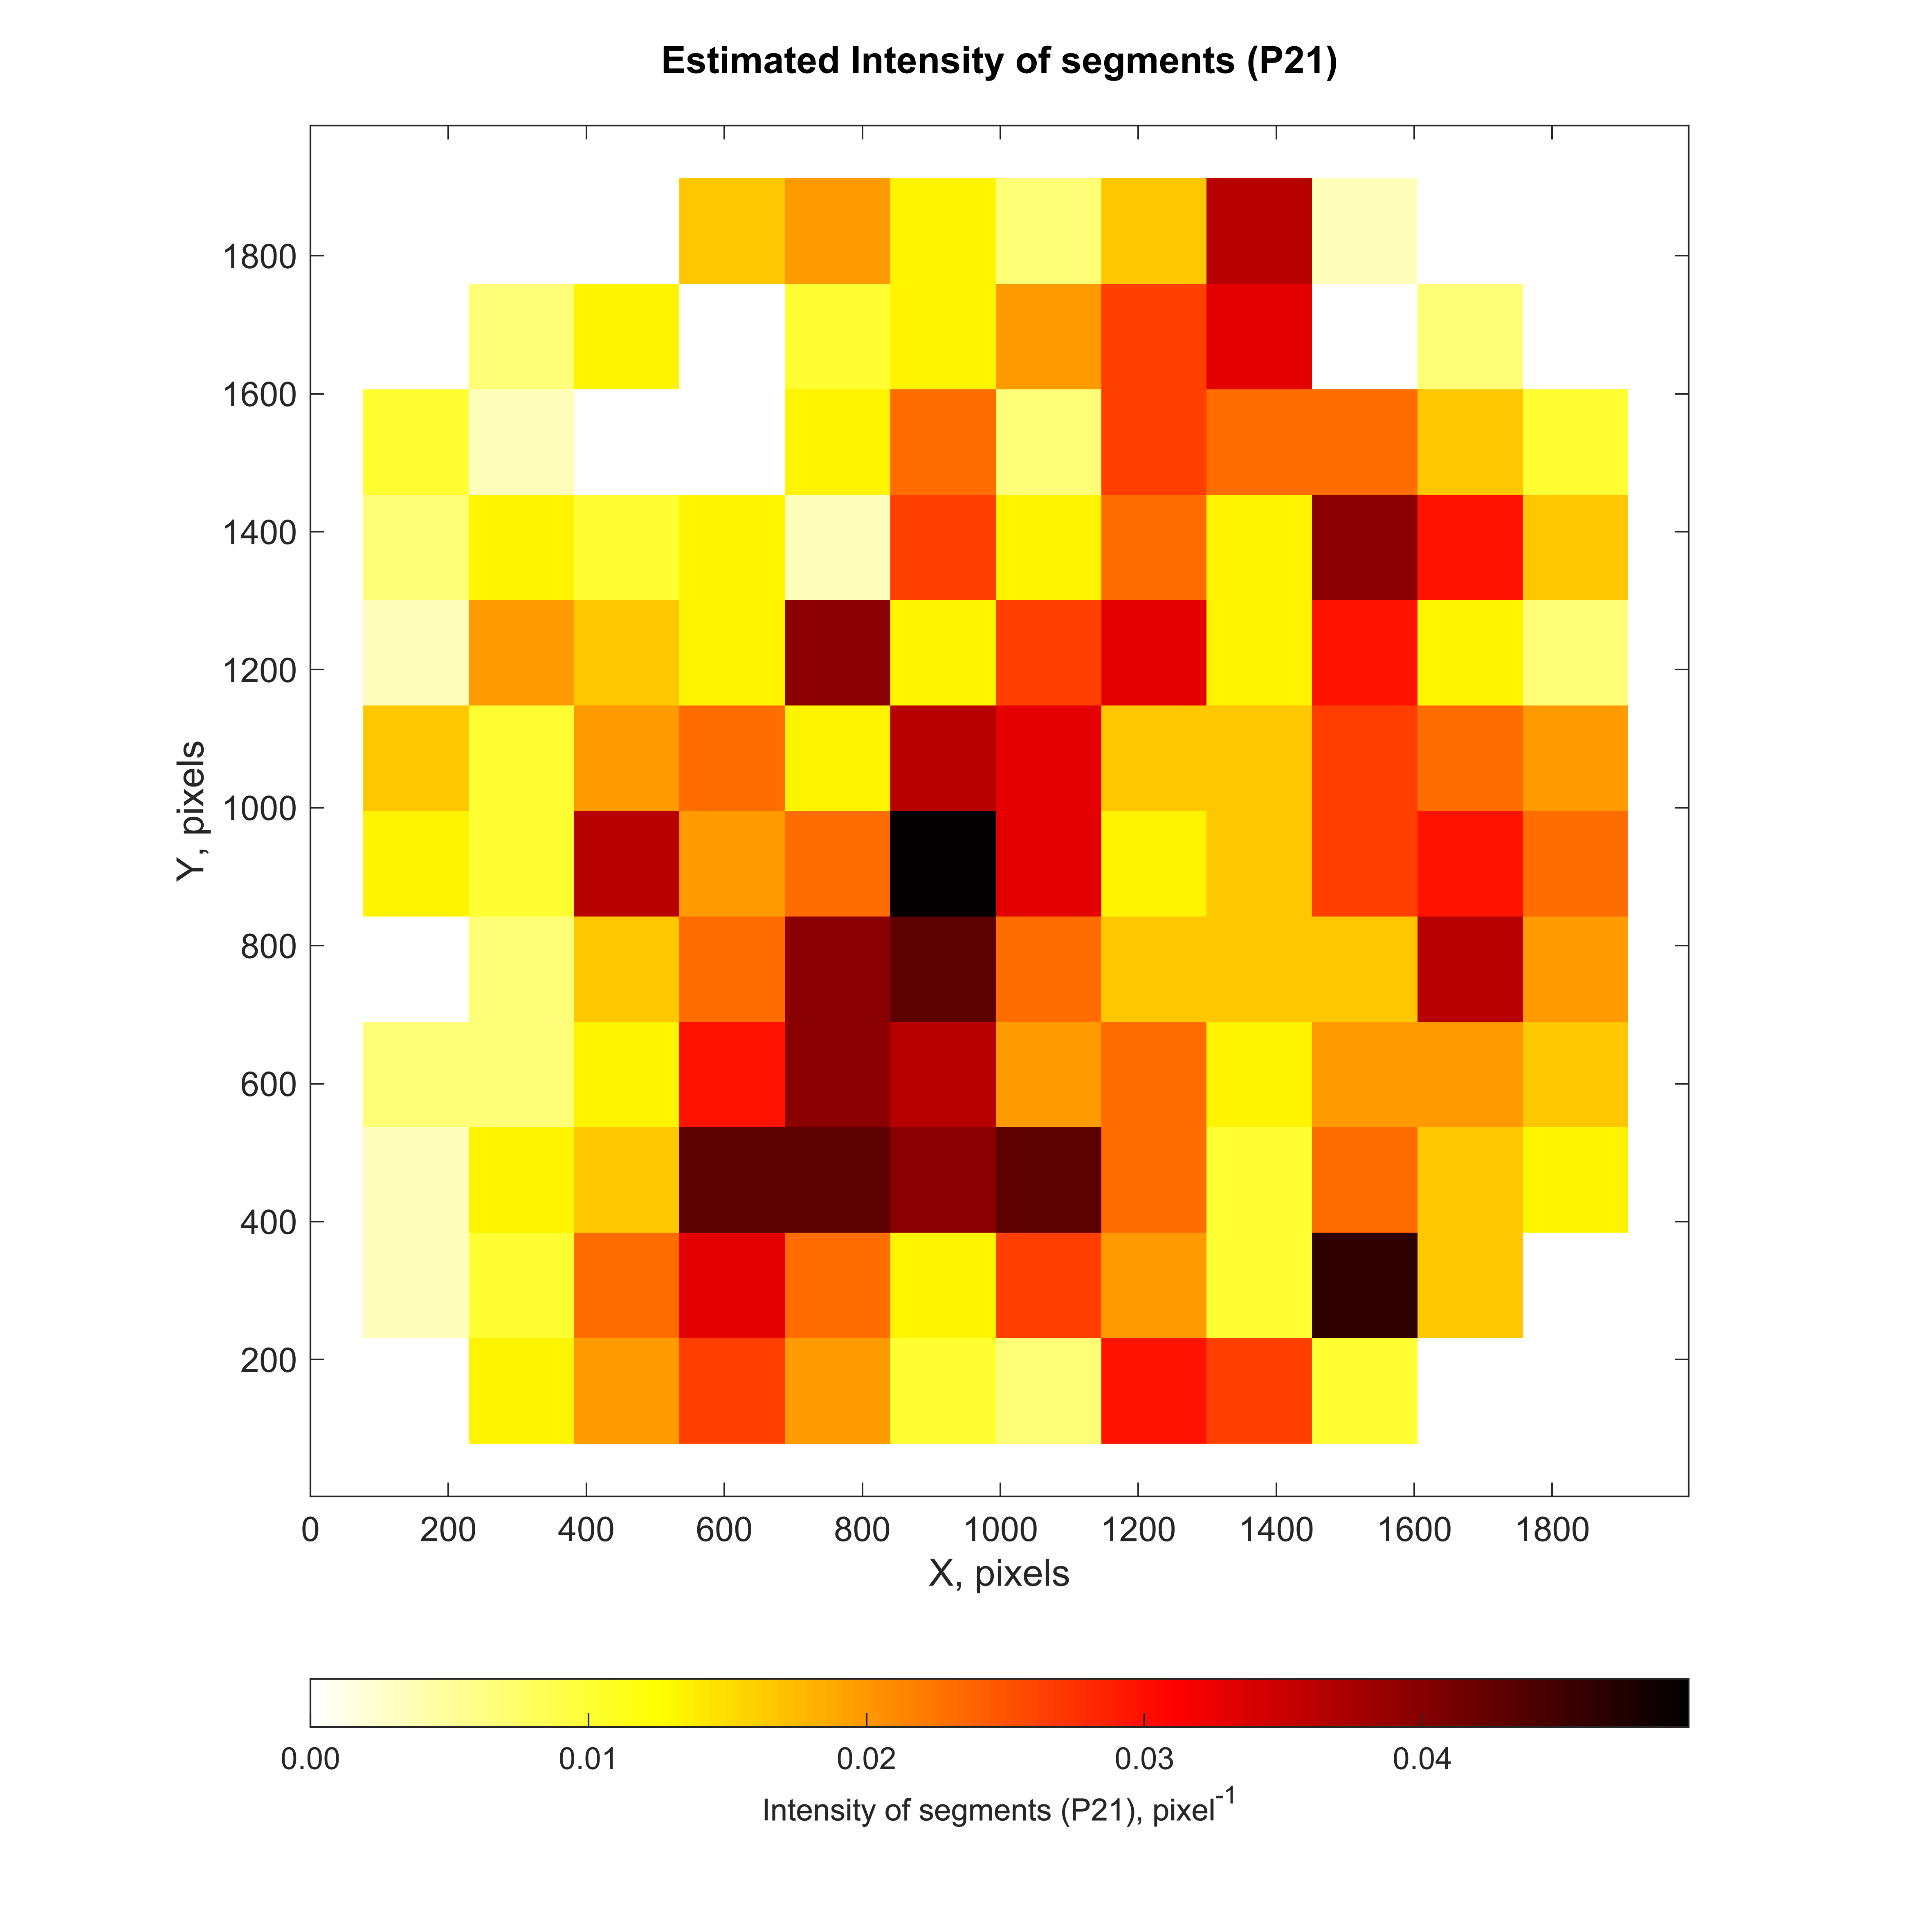 Estimated Intensity of segments (P21)
1800
1600
1400
1200
1000
800
600
400
200
Y, pixels
0 200 400 600 800 1000 1200 1400 1600 1800
X, pixels
0.00 0.01 0.02 0.03 0.04
Intensity of segments (P21), pixel⁻¹